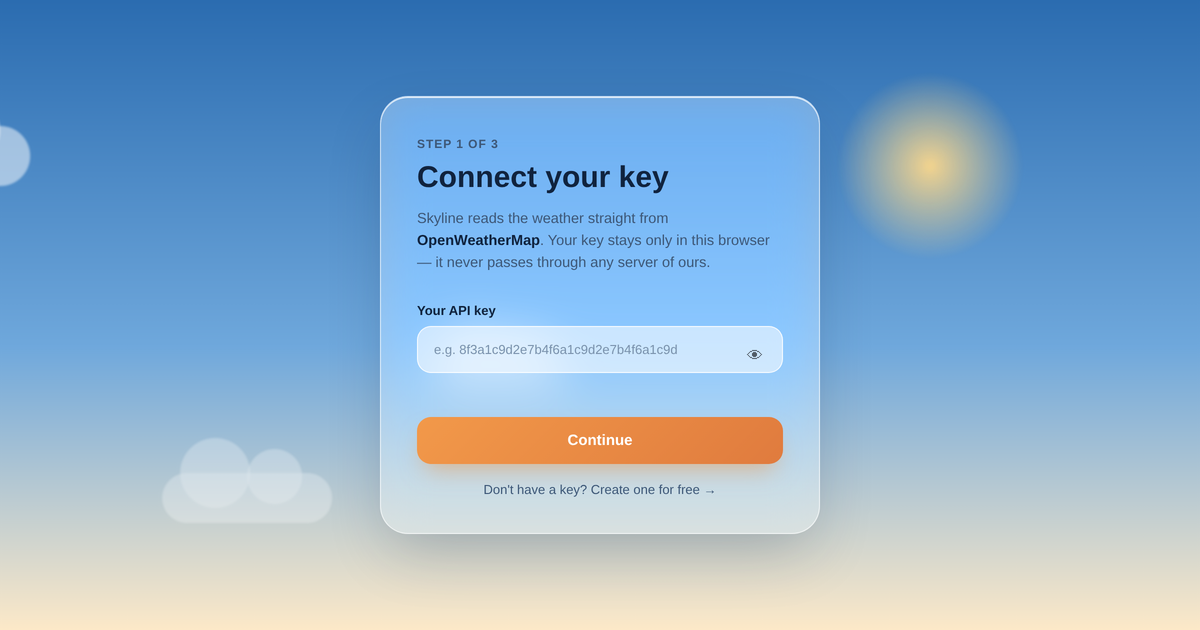 STEP 1 OF 3
Connect your key
Skyline reads the weather straight from
OpenWeatherMap. Your key stays only in this browser
— it never passes through any server of ours.
Your API key
e.g. 8f3a1c9d2e7b4f6a1c9d2e7b4f6a1c9d
Continue
Don't have a key? Create one for free →